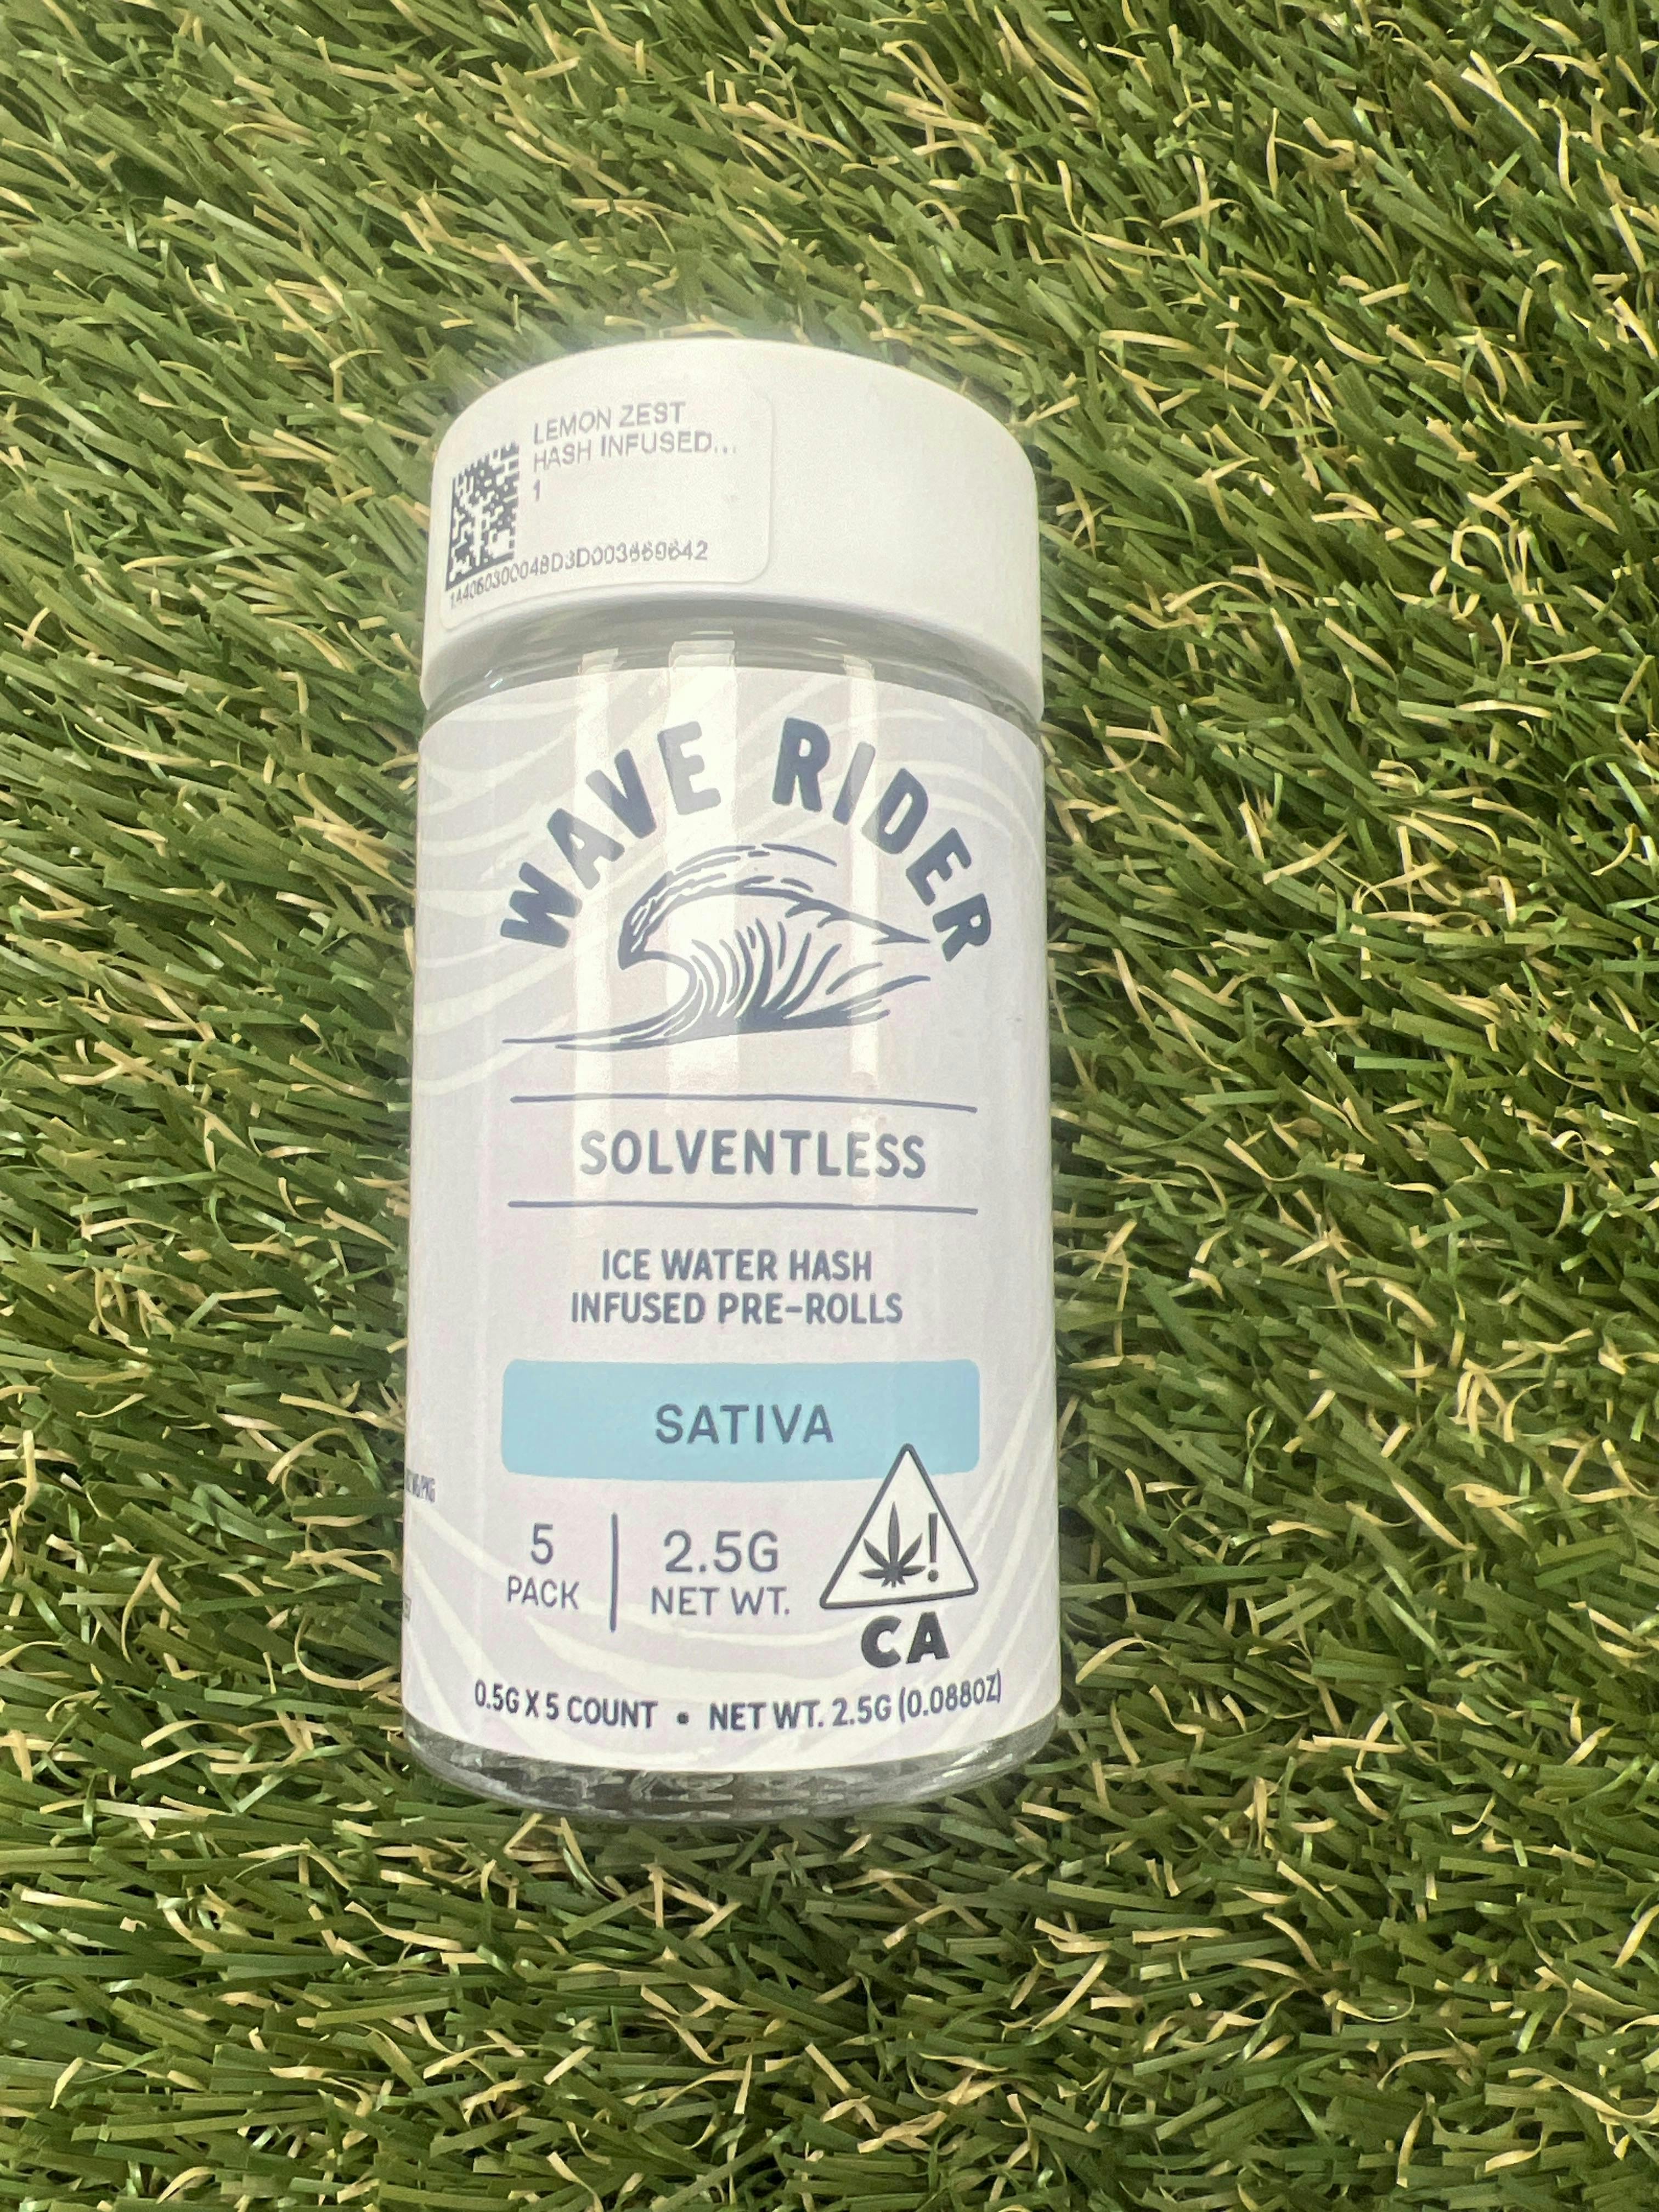 LEMON ZEST
HASH INFUSED...
1
1A4060300048D3D003669642
WAVE RIDER
SOLVENTLESS
ICE WATER HASH
INFUSED PRE-ROLLS
SATIVA
5
PACK
2.5G
NET WT.
!
CA
0.5G X 5 COUNT • NET WT. 2.5G (0.088OZ)